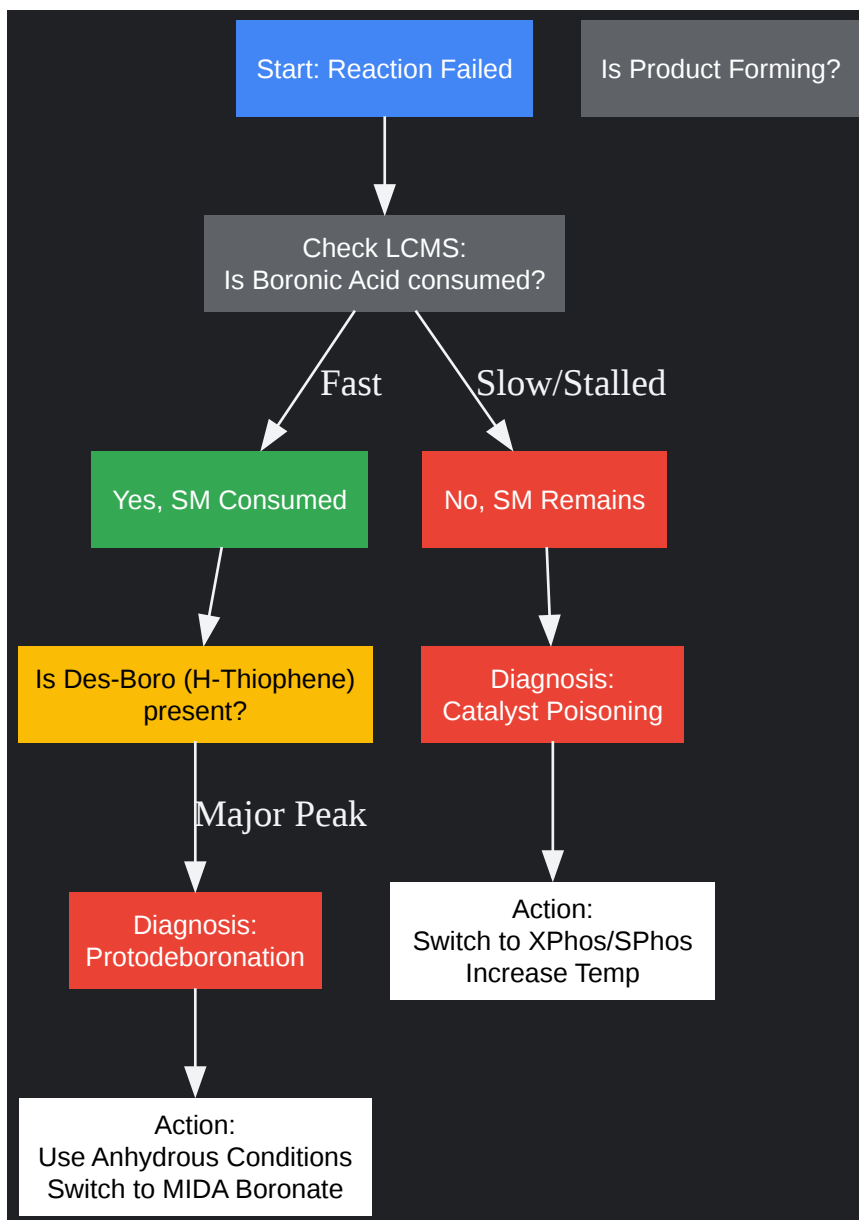 Start: Reaction Failed
Is Product Forming?
Check LCMS:
Is Boronic Acid consumed?
Fast
Slow/Stalled
Yes, SM Consumed
No, SM Remains
Is Des-Boro (H-Thiophene)
present?
Diagnosis:
Catalyst Poisoning
Major Peak
Diagnosis:
Protodeboronation
Action:
Switch to XPhos/SPhos
Increase Temp
Action:
Use Anhydrous Conditions
Switch to MIDA Boronate